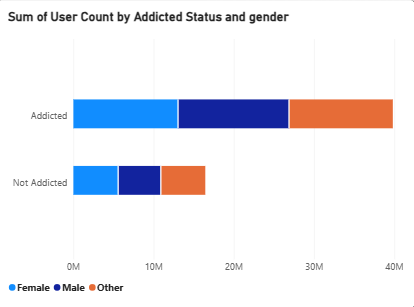 Sum of User Count by Addicted Status and gender
Addicted
Not Addicted
0M 10M 20M 30M 40M
Female Male Other